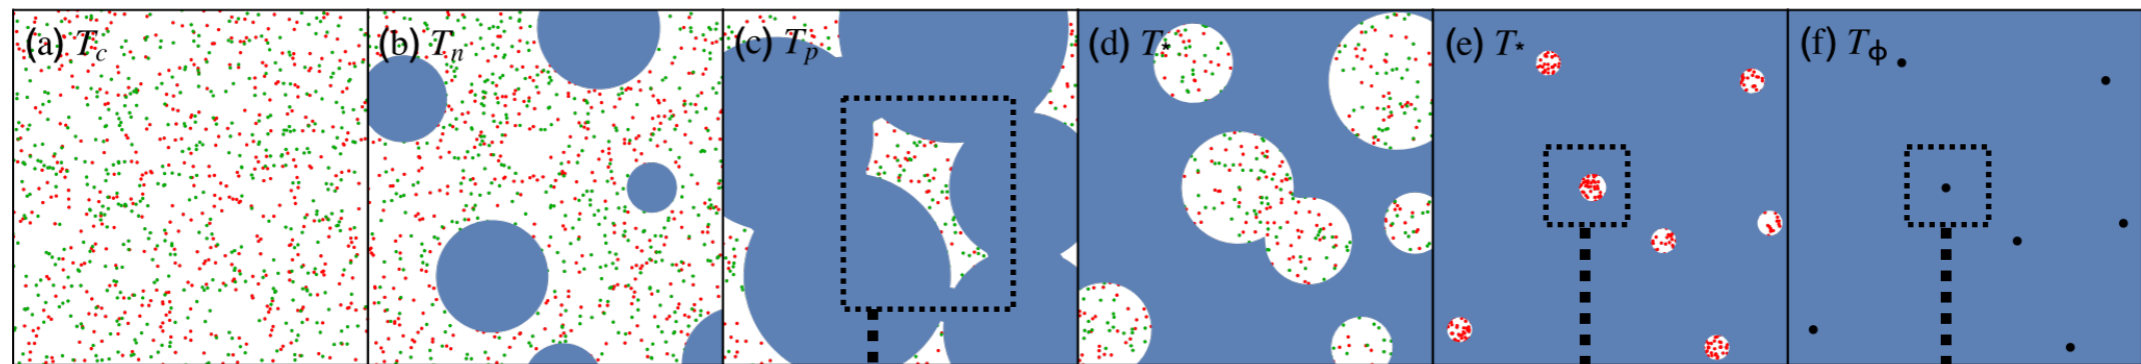 (a) T_c
(b) T_n
(c) T_p
(d) T_*
(e) T_*
(f) T_ϕ